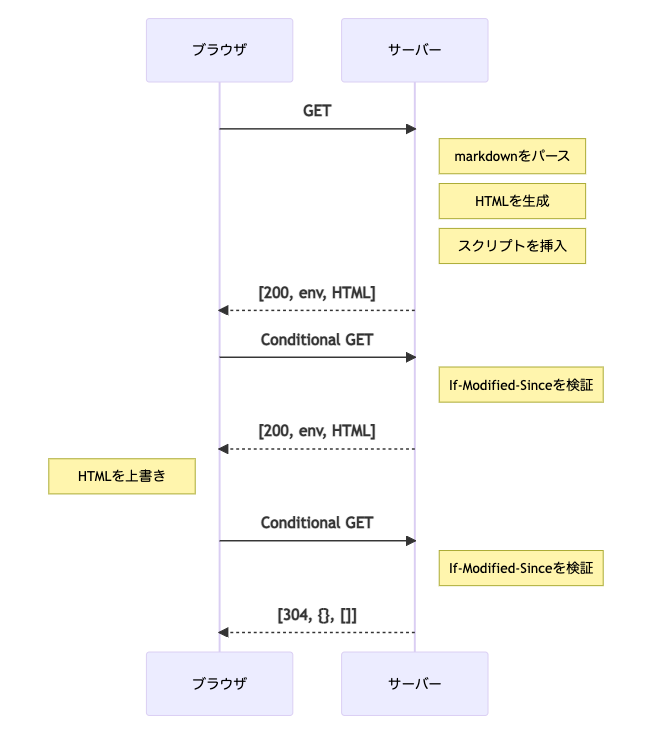 ブラウザ
サーバー
GET
markdownをパース
HTMLを生成
スクリプトを挿入
[200, env, HTML]
Conditional GET
If-Modified-Sinceを検証
[200, env, HTML]
HTMLを上書き
Conditional GET
If-Modified-Sinceを検証
[304, {}, []]
ブラウザ
サーバー